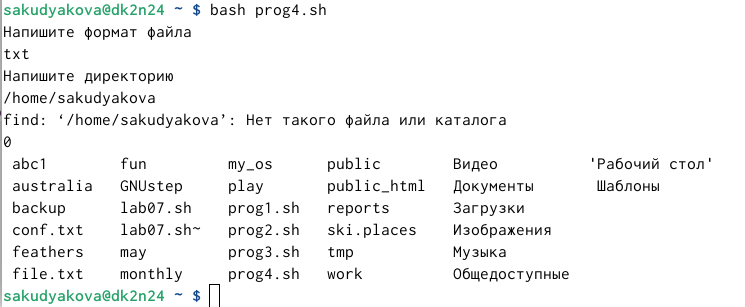 sakudyakova@dk2n24 ~ $ bash prog4.sh
Напишите формат файла
txt
Напишите директорию
/home/sakudyakova
find: ‘/home/sakudyakova’: Нет такого файла или каталога
0
abc1 fun my_os public Видео 'Рабочий стол'
australia GNUstep play public_html Документы Шаблоны
backup lab07.sh prog1.sh reports Загрузки
conf.txt lab07.sh~ prog2.sh ski.places Изображения
feathers may prog3.sh tmp Музыка
file.txt monthly prog4.sh work Общедоступные
sakudyakova@dk2n24 ~ $